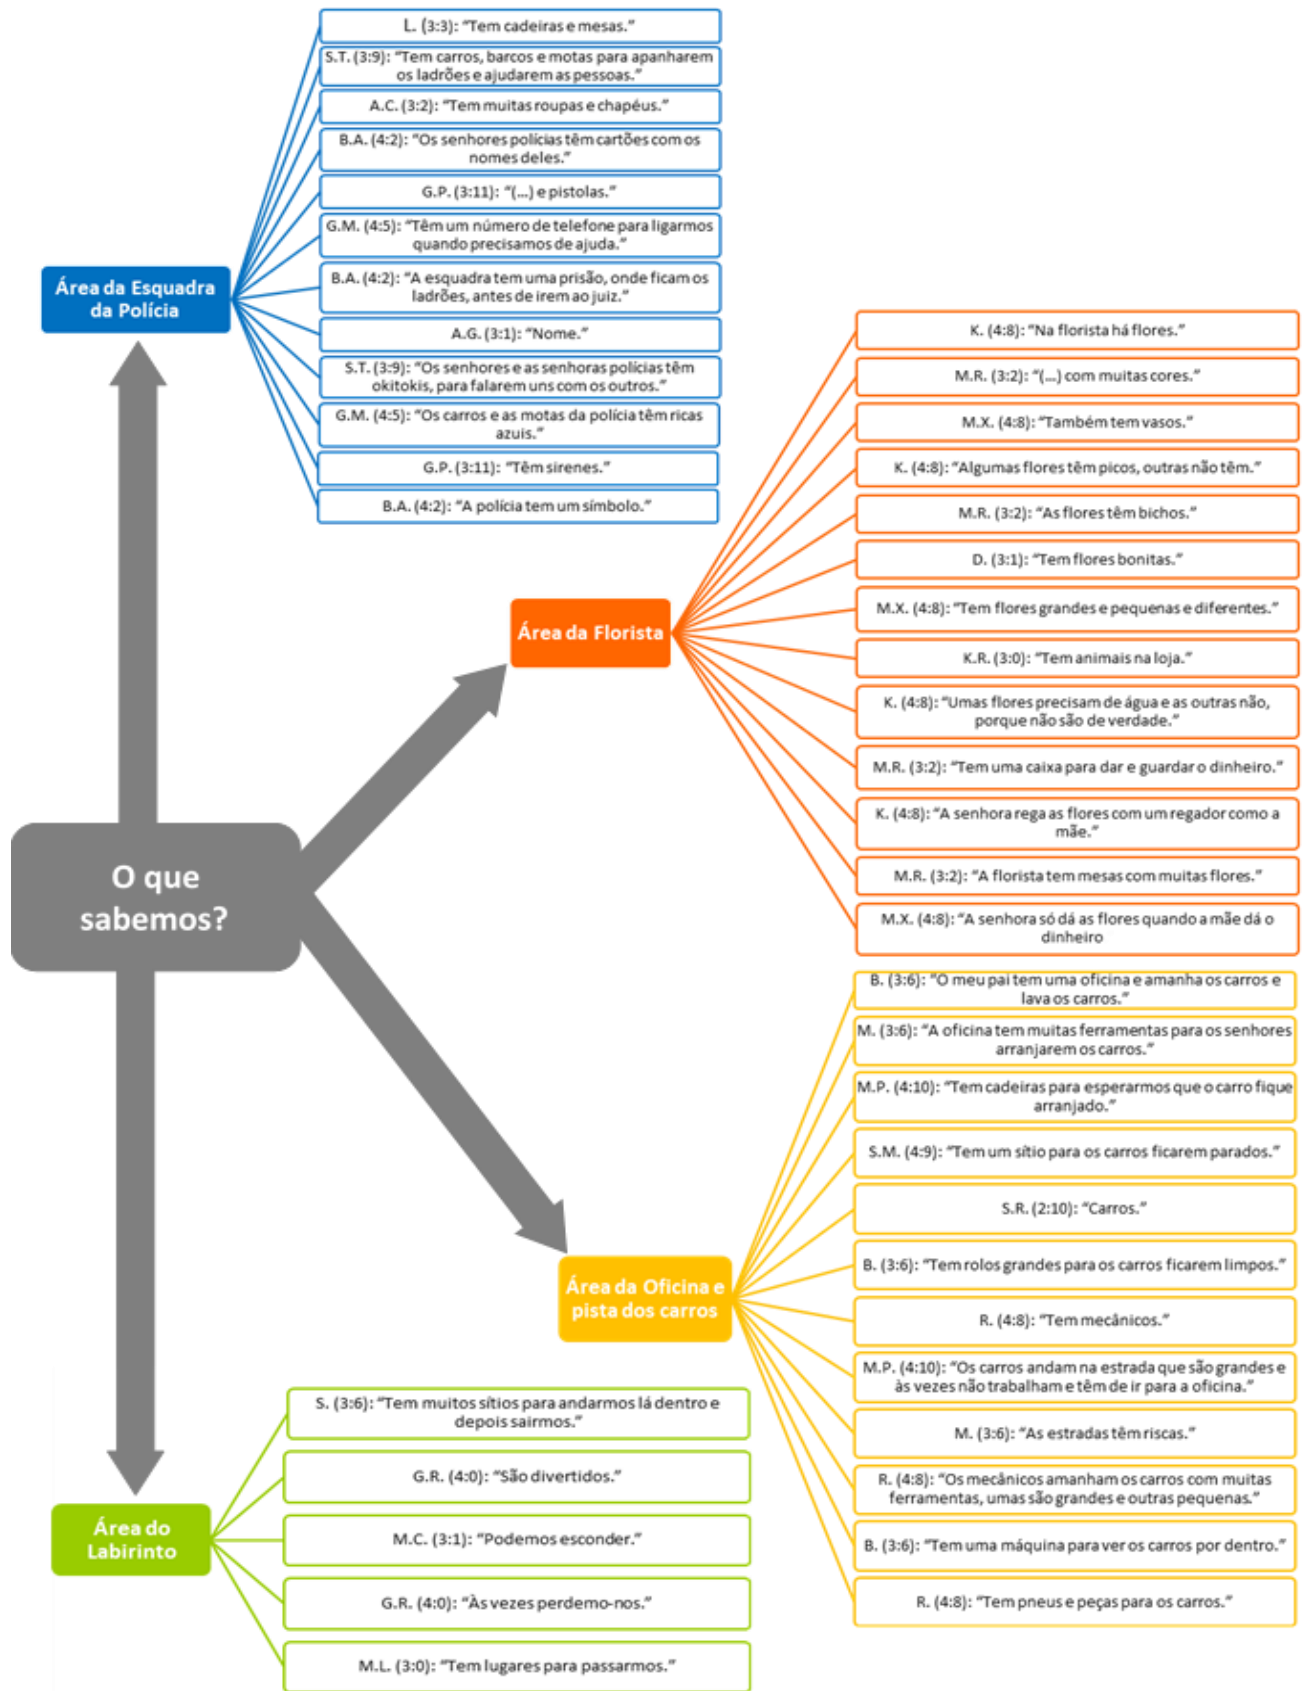 L. (3:3): “Tem cadeiras e mesas.”
S.T. (3:9): “Tem carros, barcos e motas para apanharem
os ladrões e ajudarem as pessoas.”
A.C. (3:2): “Tem muitas roupas e chapéus.”
B.A. (4:2): “Os senhores polícias têm cartões com os
nomes deles.”
G.P. (3:11): “(...) e pistolas.”
G.M. (4:5): “Têm um número de telefone para ligarmos
quando precisamos de ajuda.”
B.A. (4:2): “A esquadra tem uma prisão, onde ficam os
ladrões, antes de irem ao juiz.”
A.G. (3:1): “Nome.”
S.T. (3:9): “Os senhores e as senhoras polícias têm
okitokis, para falarem uns com os outros.”
G.M. (4:5): “Os carros e as motas da polícia têm ricas
azuis.”
G.P. (3:11): “Têm sirenes.”
B.A. (4:2): “A polícia tem um símbolo.”
Área da Esquadra
da Polícia
K. (4:8): “Na florista há flores.”
M.R. (3:2): “(...) com muitas cores.”
M.X. (4:8): “Também tem vasos.”
K. (4:8): “Algumas flores têm picos, outras não têm.”
M.R. (3:2): “As flores têm bichos.”
D. (3:1): “Tem flores bonitas.”
M.X. (4:8): “Tem flores grandes e pequenas e diferentes.”
K.R. (3:0): “Tem animais na loja.”
K. (4:8): “Umas flores precisam de água e as outras não,
porque não são de verdade.”
M.R. (3:2): “Tem uma caixa para dar e guardar o dinheiro.”
K. (4:8): “A senhora rega as flores com um regador como a
mãe.”
M.R. (3:2): “A florista tem mesas com muitas flores.”
M.X. (4:8): “A senhora só dá as flores quando a mãe dá o
dinheiro
Área da Florista
O que
sabemos?
B. (3:6): “O meu pai tem uma oficina e amanha os carros e
lava os carros.”
M. (3:6): “A oficina tem muitas ferramentas para os senhores
arranjarem os carros.”
M.P. (4:10): “Tem cadeiras para esperarmos que o carro fique
arranjado.”
S.M. (4:9): “Tem um sítio para os carros ficarem parados.”
S.R. (2:10): “Carros.”
B. (3:6): “Tem rolos grandes para os carros ficarem limpos.”
R. (4:8): “Tem mecânicos.”
M.P. (4:10): “Os carros andam na estrada que são grandes e
às vezes não trabalham e têm de ir para a oficina.”
M. (3:6): “As estradas têm riscas.”
R. (4:8): “Os mecânicos amanham os carros com muitas
ferramentas, umas são grandes e outras pequenas.”
B. (3:6): “Tem uma máquina para ver os carros por dentro.”
R. (4:8): “Tem pneus e peças para os carros.”
Área da Oficina e
pista dos carros
S. (3:6): “Tem muitos sítios para andarmos lá dentro e
depois sairmos.”
G.R. (4:0): “São divertidos.”
M.C. (3:1): “Podemos esconder.”
G.R. (4:0): “Às vezes perdemo-nos.”
M.L. (3:0): “Tem lugares para passarmos.”
Área do
Labirinto